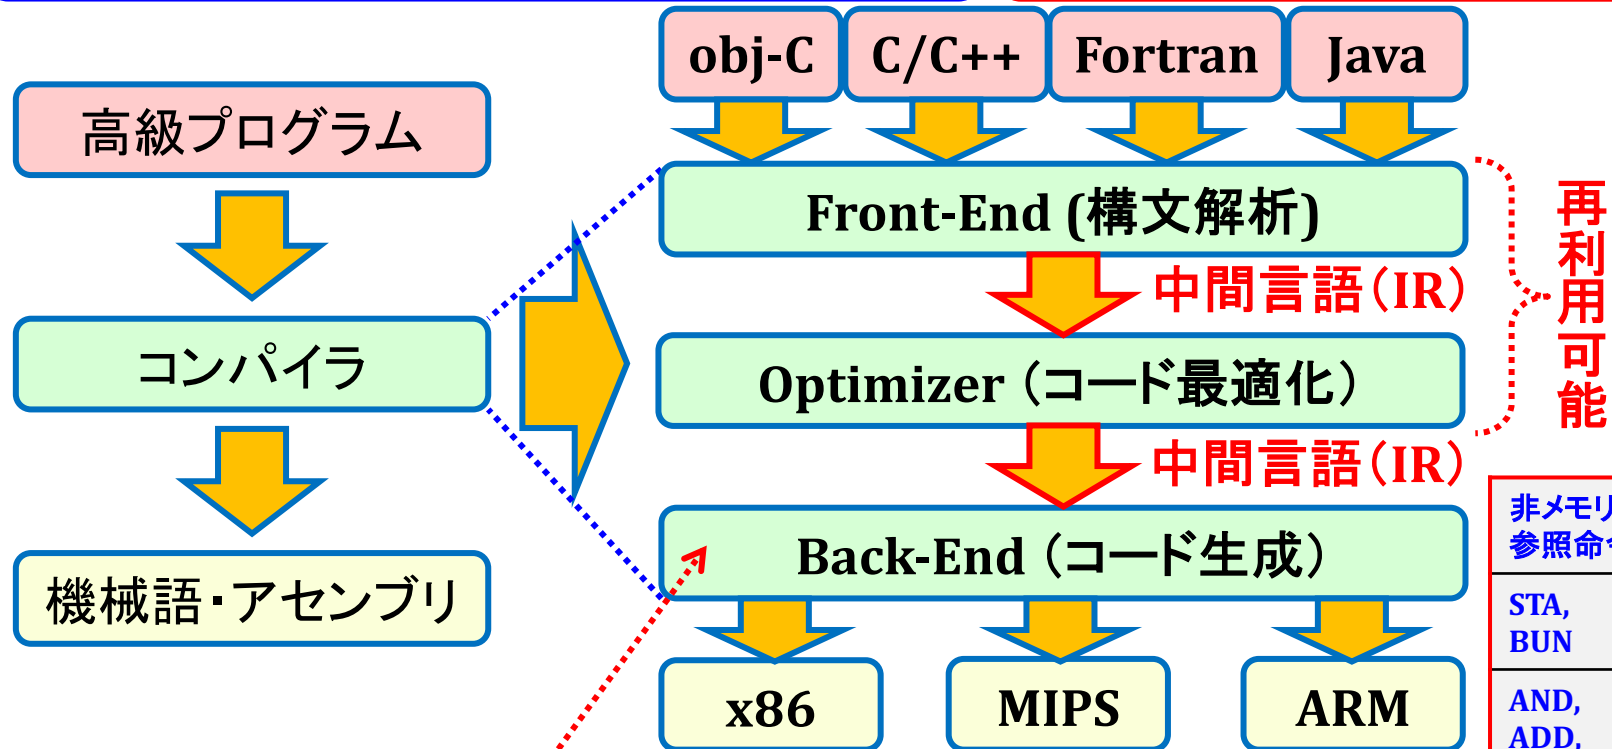 obj-C
C/C++
Fortran
Java
高級プログラム
Front-End (構文解析)
再利用可能
中間言語(IR)
コンパイラ
Optimizer (コード最適化)
中間言語(IR)
非メモリ
参照命令
Back-End (コード生成)
機械語・アセンブリ
STA,
BUN
x86
MIPS
ARM
AND,
ADD,